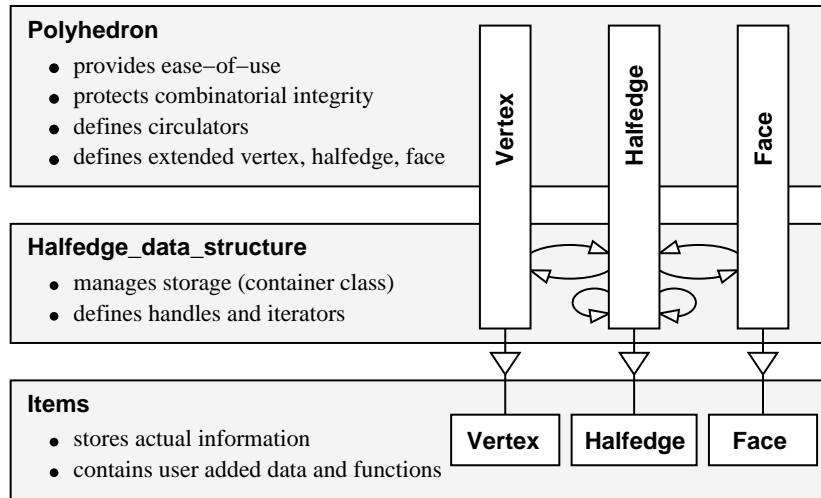 Polyhedron
● provides ease−of−use
● protects combinatorial integrity
● defines circulators
● defines extended vertex, halfedge, face
Vertex
Halfedge
Face
Halfedge_data_structure
● manages storage (container class)
● defines handles and iterators
Items
● stores actual information
● contains user added data and functions
Vertex
Halfedge
Face